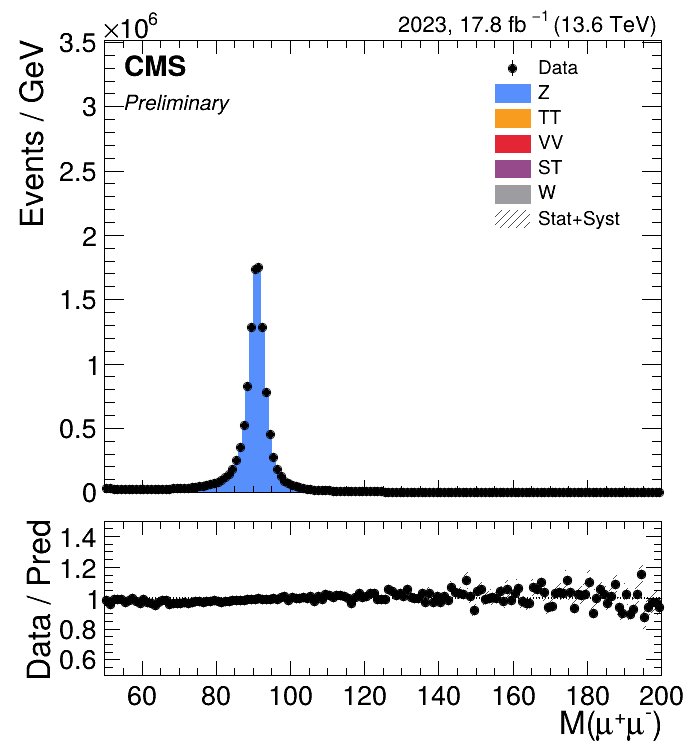 ×10⁶
2023, 17.8 fb⁻¹ (13.6 TeV)
CMS
Preliminary
Data
Z
TT
VV
ST
W
Stat+Syst
Events / GeV
3.5
3
2.5
2
1.5
1
0.5
0
Data / Pred
1.4
1.2
1
0.8
0.6
60 80 100 120 140 160 180 200
M(μ⁺μ⁻)